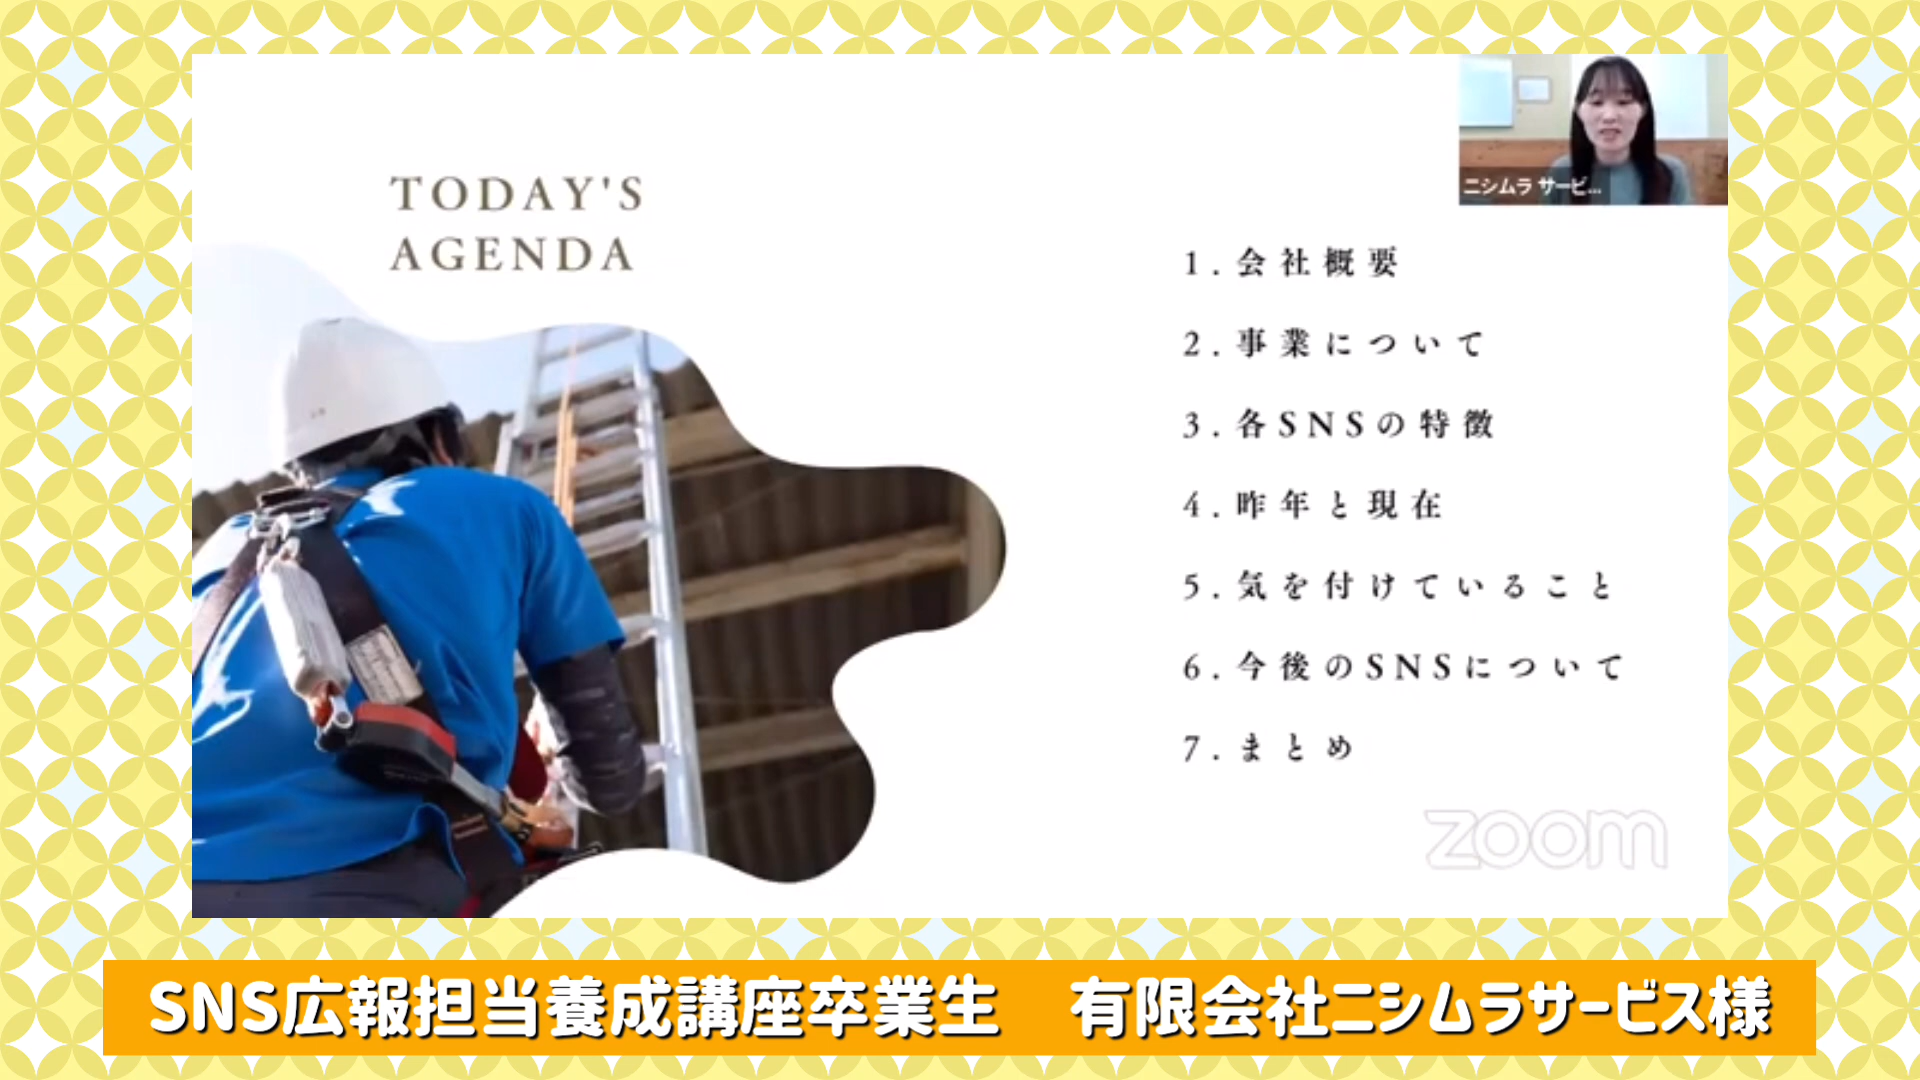 TODAY'S
AGENDA
ニシムラ サービ...
1.会社概要
2.事業について
3.各SNSの特徴
4.昨年と現在
5.気を付けていること
6.今後のSNSについて
7.まとめ
zoom
SNS広報担当養成講座卒業生　有限会社ニシムラサービス様